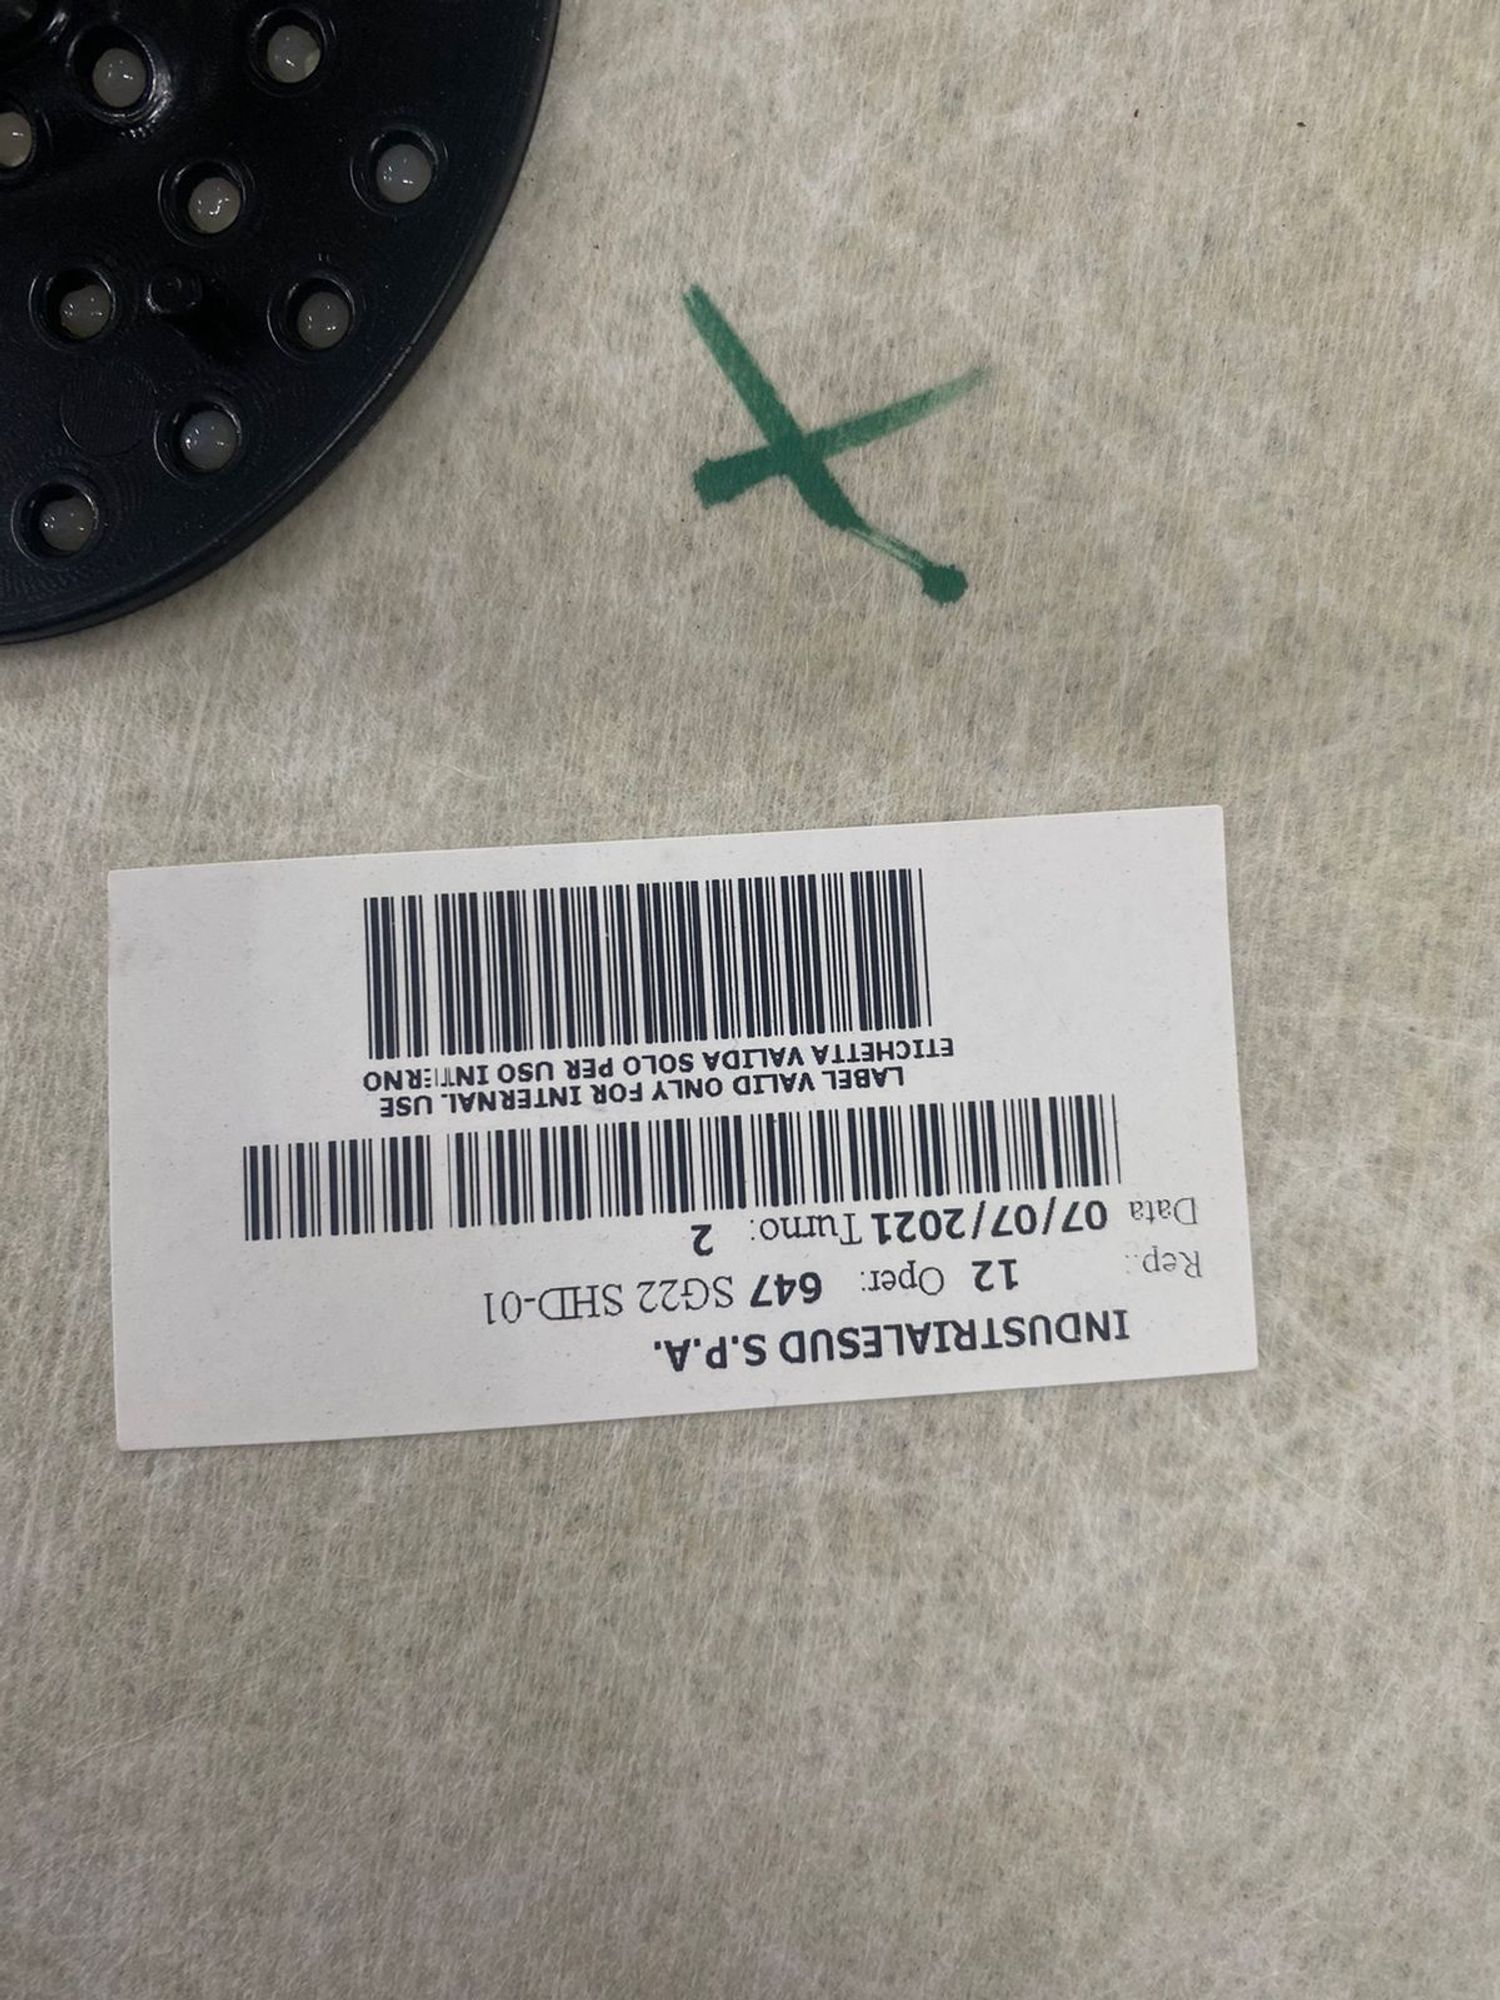 INDUSTRIALESUD S.P.A.
Rep.: 12 Oper.: 647 SG22 SHD-01
Data 07/07/2021 Turno: 2
LABEL VALID ONLY FOR INTERNAL USE
ETICHETTA VALIDA SOLO PER USO INTERNO